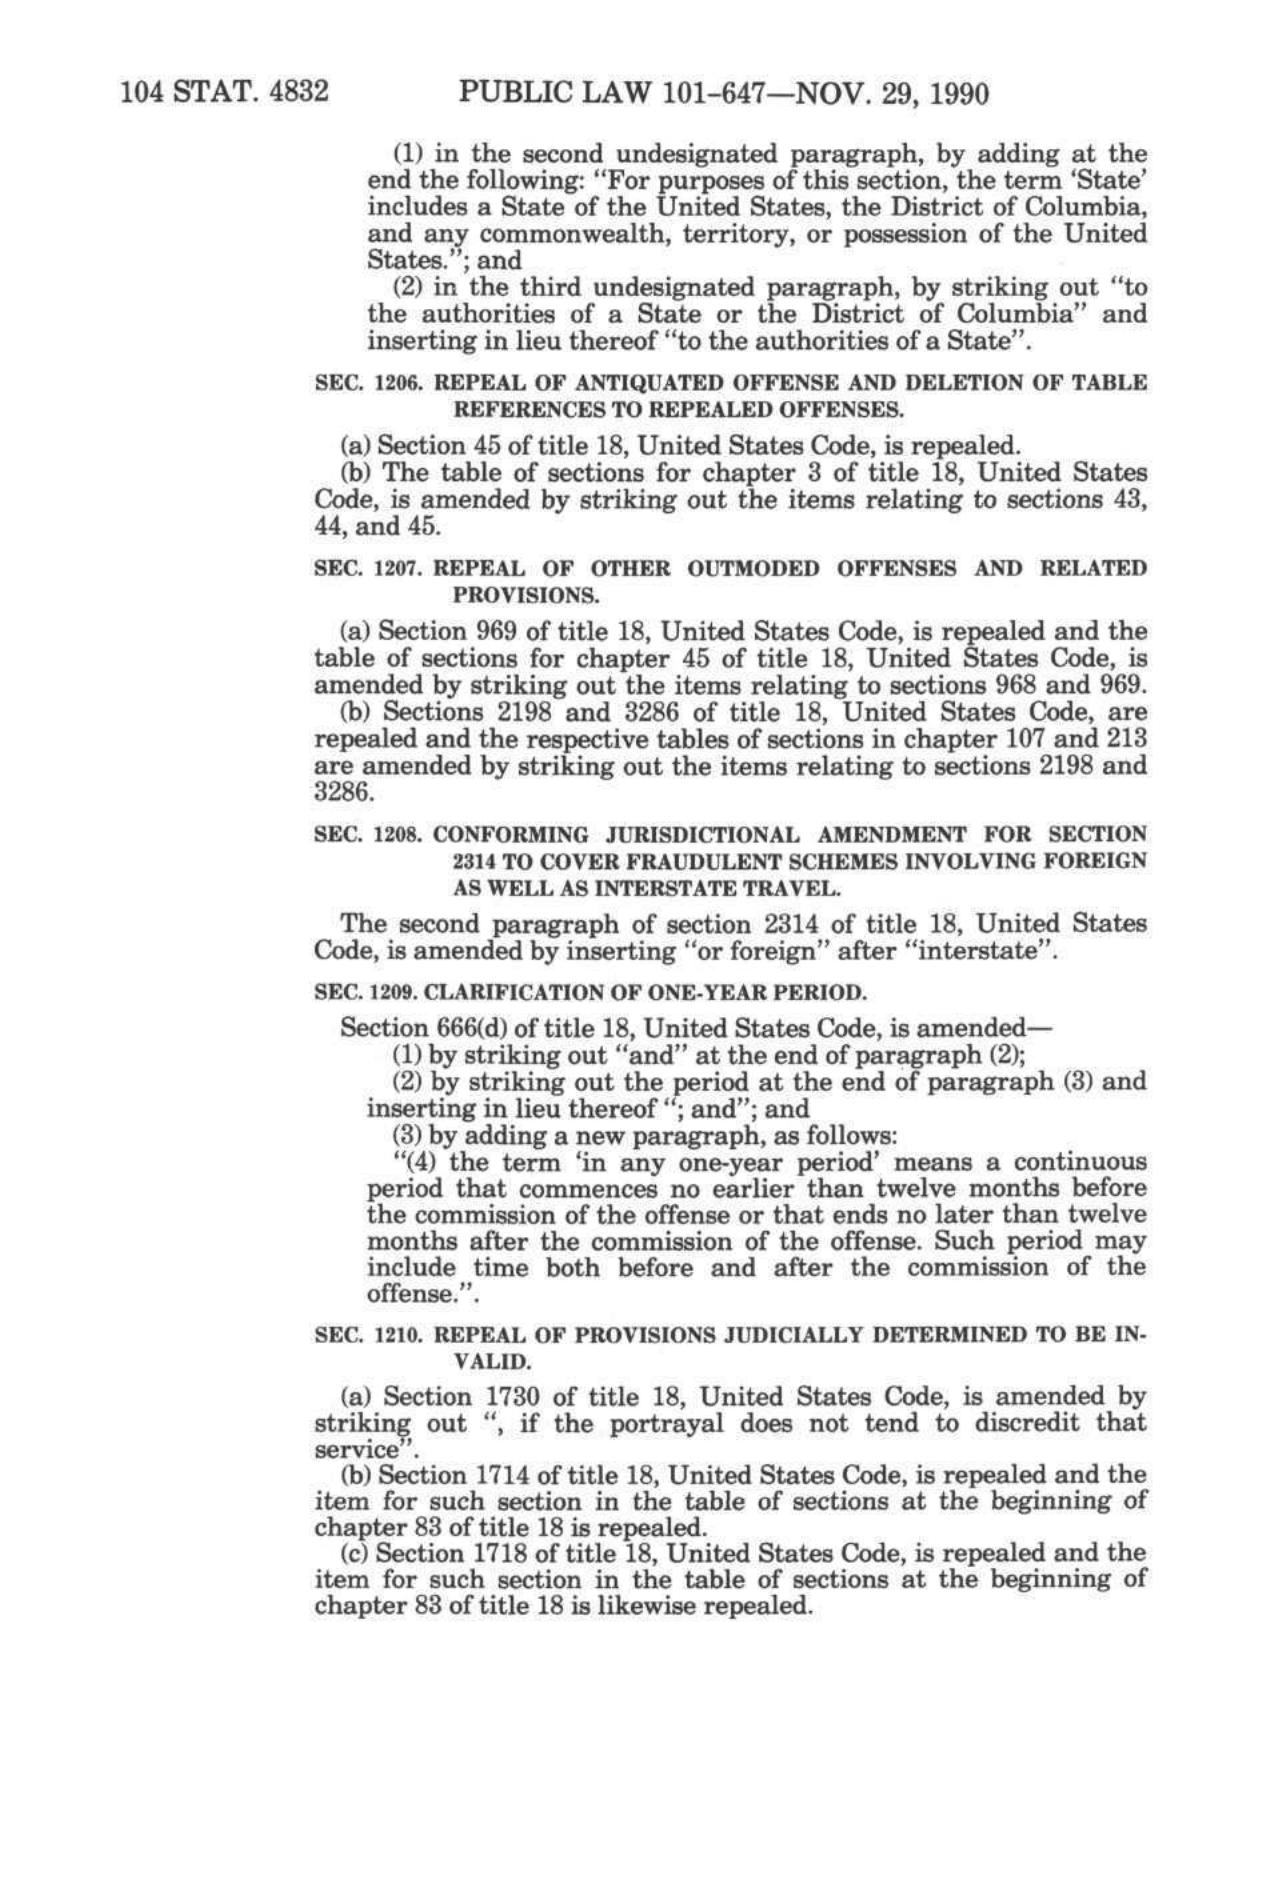 104 STAT. 4832 PUBLIC LAW 101–647—NOV. 29, 1990
(1) in the second undesignated paragraph, by adding at the
end the following: “For purposes of this section, the term ‘State’
includes a State of the United States, the District of Columbia,
and any commonwealth, territory, or possession of the United
States.”; and
(2) in the third undesignated paragraph, by striking out “to
the authorities of a State or the District of Columbia” and
inserting in lieu thereof “to the authorities of a State”.
SEC. 1206. REPEAL OF ANTIQUATED OFFENSE AND DELETION OF TABLE
REFERENCES TO REPEALED OFFENSES.
(a) Section 45 of title 18, United States Code, is repealed.
(b) The table of sections for chapter 3 of title 18, United States
Code, is amended by striking out the items relating to sections 43,
44, and 45.
SEC. 1207. REPEAL OF OTHER OUTMODED OFFENSES AND RELATED
PROVISIONS.
(a) Section 969 of title 18, United States Code, is repealed and the
table of sections for chapter 45 of title 18, United States Code, is
amended by striking out the items relating to sections 968 and 969.
(b) Sections 2198 and 3286 of title 18, United States Code, are
repealed and the respective tables of sections in chapter 107 and 213
are amended by striking out the items relating to sections 2198 and
3286.
SEC. 1208. CONFORMING JURISDICTIONAL AMENDMENT FOR SECTION
2314 TO COVER FRAUDULENT SCHEMES INVOLVING FOREIGN
AS WELL AS INTERSTATE TRAVEL.
The second paragraph of section 2314 of title 18, United States
Code, is amended by inserting “or foreign” after “interstate”.
SEC. 1209. CLARIFICATION OF ONE-YEAR PERIOD.
Section 666(d) of title 18, United States Code, is amended—
(1) by striking out “and” at the end of paragraph (2);
(2) by striking out the period at the end of paragraph (3) and
inserting in lieu thereof “; and”; and
(3) by adding a new paragraph, as follows:
“(4) the term ‘in any one-year period’ means a continuous
period that commences no earlier than twelve months before
the commission of the offense or that ends no later than twelve
months after the commission of the offense. Such period may
include time both before and after the commission of the
offense.”.
SEC. 1210. REPEAL OF PROVISIONS JUDICIALLY DETERMINED TO BE IN-
VALID.
(a) Section 1730 of title 18, United States Code, is amended by
striking out “, if the portrayal does not tend to discredit that
service”.
(b) Section 1714 of title 18, United States Code, is repealed and the
item for such section in the table of sections at the beginning of
chapter 83 of title 18 is repealed.
(c) Section 1718 of title 18, United States Code, is repealed and the
item for such section in the table of sections at the beginning of
chapter 83 of title 18 is likewise repealed.